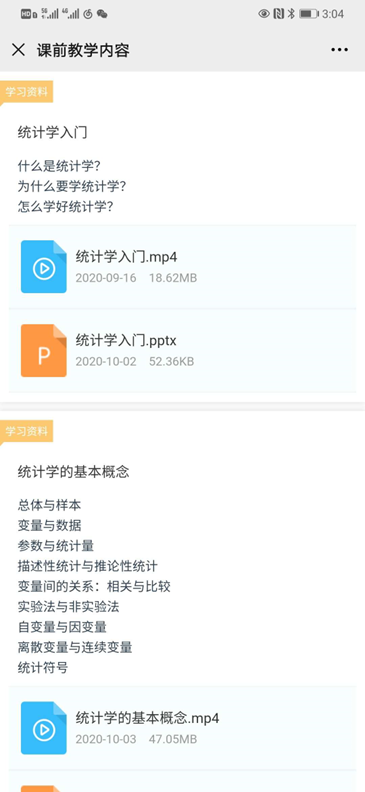 HD 5G 4G 3:04
课前教学内容
学习资料
统计学入门
什么是统计学?
为什么要学统计学?
怎么学好统计学?
统计学入门.mp4
2020-09-16 18.62MB
P
统计学入门.pptx
2020-10-02 52.36KB
学习资料
统计学的基本概念
总体与样本
变量与数据
参数与统计量
描述性统计与推论性统计
变量间的关系：相关与比较
实验法与非实验法
自变量与因变量
离散变量与连续变量
统计符号
统计学的基本概念.mp4
2020-10-03 47.05MB